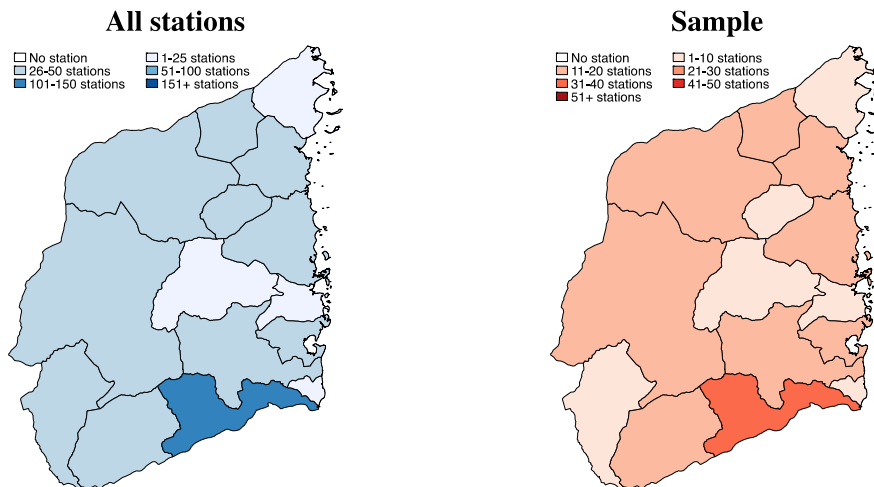 All stations
No station
1-25 stations
26-50 stations
51-100 stations
101-150 stations
151+ stations
Sample
No station
1-10 stations
11-20 stations
21-30 stations
31-40 stations
41-50 stations
51+ stations